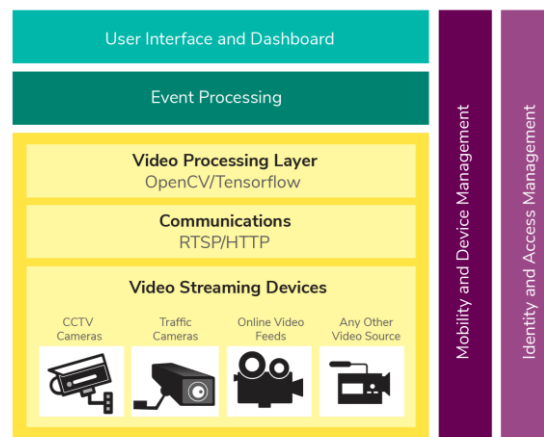 User Interface and Dashboard
Event Processing
Video Processing Layer
OpenCV/Tensorflow
Communications
RTSP/HTTP
Video Streaming Devices
CCTV
Cameras
Traffic
Cameras
Online Video
Feeds
Any Other
Video Source
Mobility and Device Management
Identity and Access Management